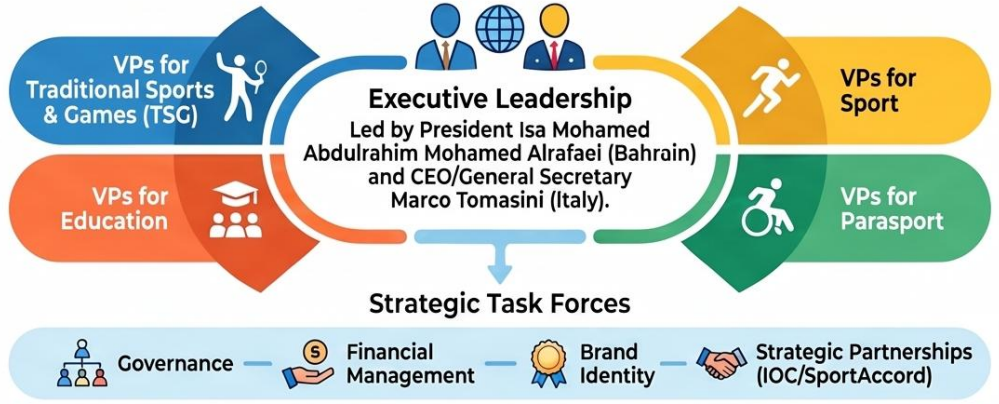 VPs for
Traditional Sports
& Games (TSG)
VPs for
Education
Executive Leadership
Led by President Isa Mohamed
Abdulrahim Mohamed Alrafaei (Bahrain)
and CEO/General Secretary
Marco Tomasini (Italy).
VPs for
Sport
VPs for
Parasport
Strategic Task Forces
Governance
$
Financial
Management
Brand
Identity
Strategic Partnerships
(IOC/SportAccord)